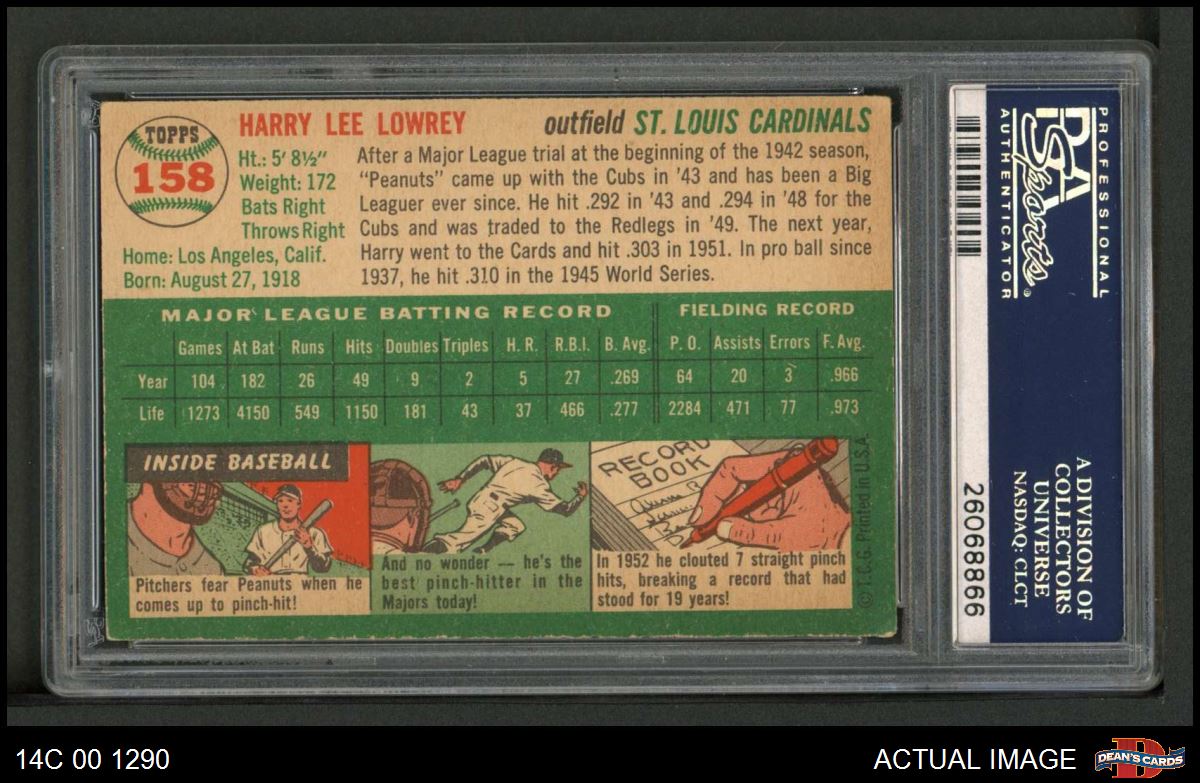 TOPPS
158
HARRY LEE LOWREY
outfield ST. LOUIS CARDINALS
Ht.: 5' 8½"
Weight: 172
Bats Right
Throws Right
Home: Los Angeles, Calif.
Born: August 27, 1918
After a Major League trial at the beginning of the 1942 season,
"Peanuts" came up with the Cubs in '43 and has been a Big
Leaguer ever since. He hit .292 in '43 and .294 in '48 for the
Cubs and was traded to the Redlegs in '49. The next year,
Harry went to the Cards and hit .303 in 1951. In pro ball since
1937, he hit .310 in the 1945 World Series.
MAJOR LEAGUE BATTING RECORD FIELDING RECORD
Games At Bat Runs Hits Doubles Triples H. R. R.B.I. B. Avg. P. O. Assists Errors F. Avg.
Year 104 182 26 49 9 2 5 27 .269 64 20 3 .966
Life 1273 4150 549 1150 181 43 37 466 .277 2284 471 77 .973
INSIDE BASEBALL
Pitchers fear Peanuts when he
comes up to pinch-hit!
And no wonder — he's the
best pinch-hitter in the
Majors today!
RECORD
BOOK
In 1952 he clouted 7 straight pinch
hits, breaking a record that had
stood for 19 years!
© T.C.G. Printed in U.S.A.
PROFESSIONAL
PSA
Sports
AUTHENTICATOR
A DIVISION OF
COLLECTORS
UNIVERSE
NASDAQ: CLCT
26068866
14C 00 1290
ACTUAL IMAGE
DEAN'S CARDS